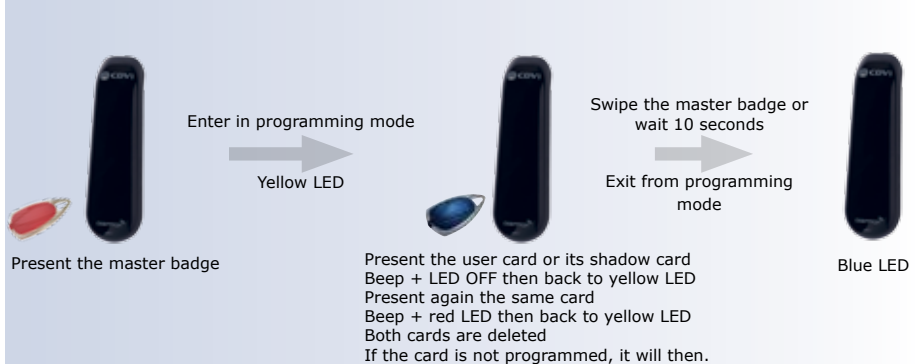 CDVI
Present the master badge
Enter in programming mode
Yellow LED
CDVI
Present the user card or its shadow card
Beep + LED OFF then back to yellow LED
Present again the same card
Beep + red LED then back to yellow LED
Both cards are deleted
If the card is not programmed, it will then.
Swipe the master badge or
wait 10 seconds
Exit from programming
mode
CDVI
Blue LED